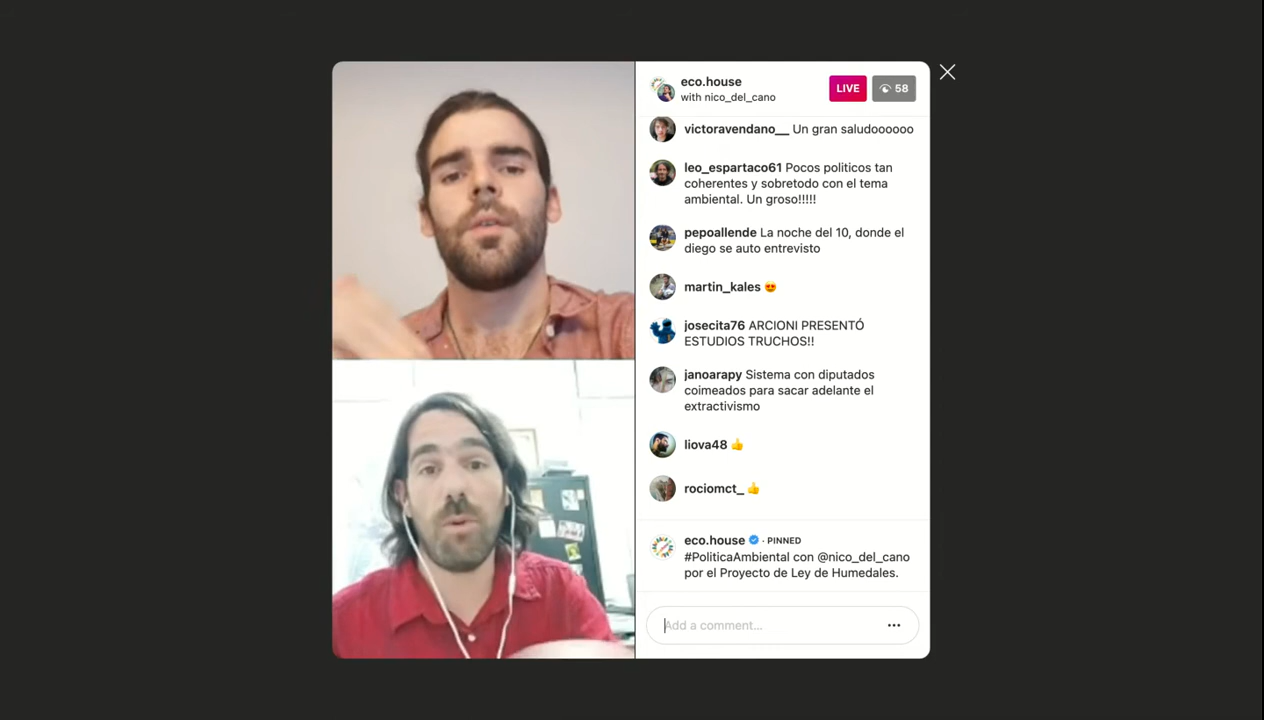 eco.house
with nico_del_cano
LIVE
58
victoravendano__ Un gran saludoooooo
leo_espartaco61 Pocos politicos tan
coherentes y sobretodo con el tema
ambiental. Un groso!!!!!
pepoallende La noche del 10, donde el
diego se auto entrevisto
martin_kales 😍
josecita76 ARCIONI PRESENTÓ
ESTUDIOS TRUCHOS!!
janoarapy Sistema con diputados
coimeados para sacar adelante el
extractivismo
liova48 👍
rociomct_ 👍
eco.house · PINNED
#PoliticaAmbiental con @nico_del_cano
por el Proyecto de Ley de Humedales.
Add a comment...